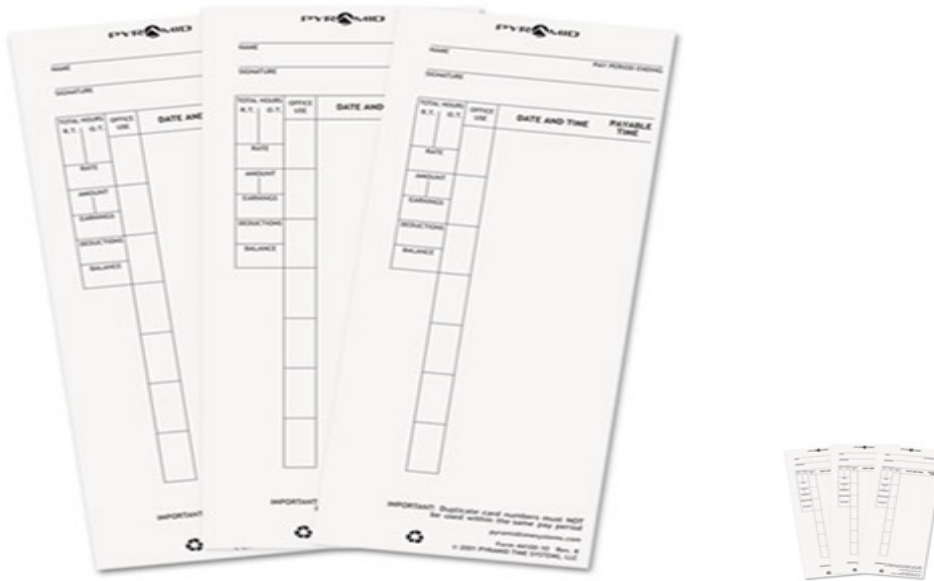 PYRAMID
NAME
SIGNATURE
TOTAL HOURS
R.T. O.T.
OFFICE USE
DATE AND
RATE
AMOUNT
EARNINGS
DEDUCTIONS
BALANCE
IMPORTANT
PYRAMID
NAME
SIGNATURE
TOTAL HOURS
R.T. O.T.
OFFICE USE
DATE AND
RATE
AMOUNT
EARNINGS
DEDUCTIONS
BALANCE
IMPORTANT
PYRAMID
NAME
PAY PERIOD ENDING
SIGNATURE
TOTAL HOURS
R.T. O.T.
OFFICE USE
DATE AND TIME
PAYABLE TIME
RATE
AMOUNT
EARNINGS
DEDUCTIONS
BALANCE
IMPORTANT: Duplicate card numbers must NOT
be used within the same pay period
pyramidtimesystems.com
© 2001 PYRAMID TIME SYSTEMS, LLC